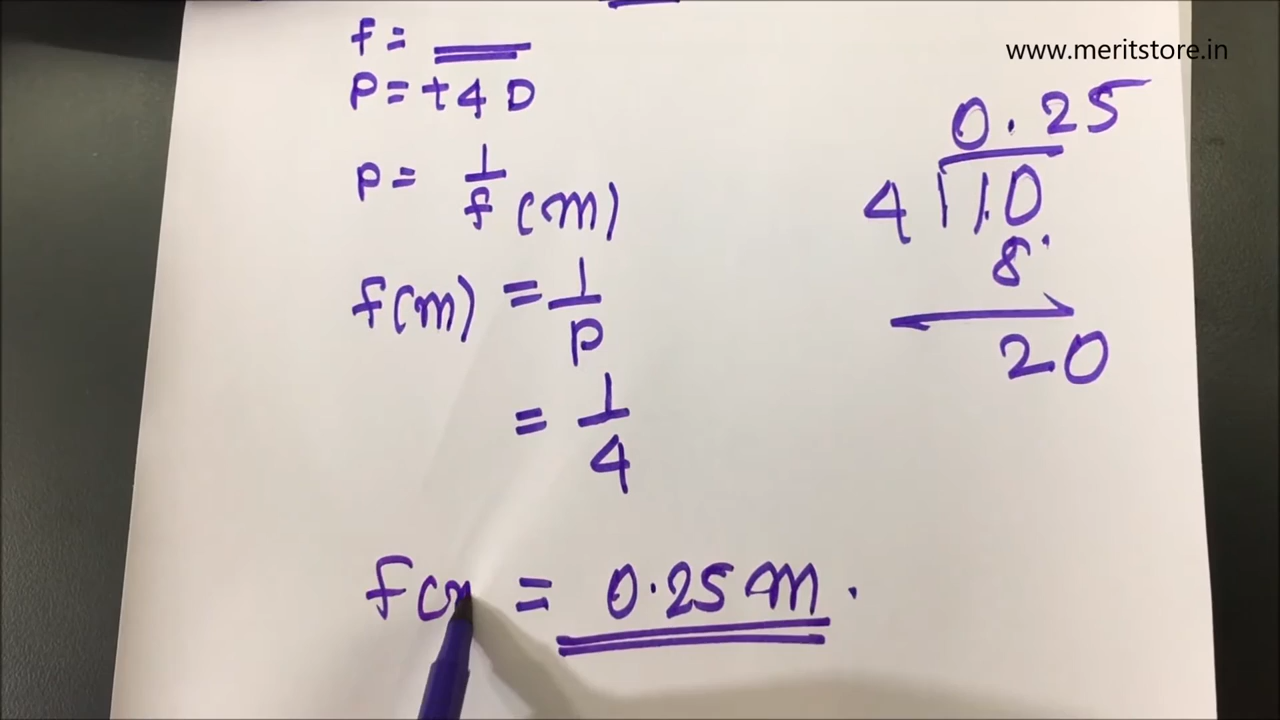 www.meritstore.in
f =
P = +4 D
P = 1/f (m)
f(m) = 1/P
= 1/4
f(m = 0.25 m.
0.25
4 1.0
8
20